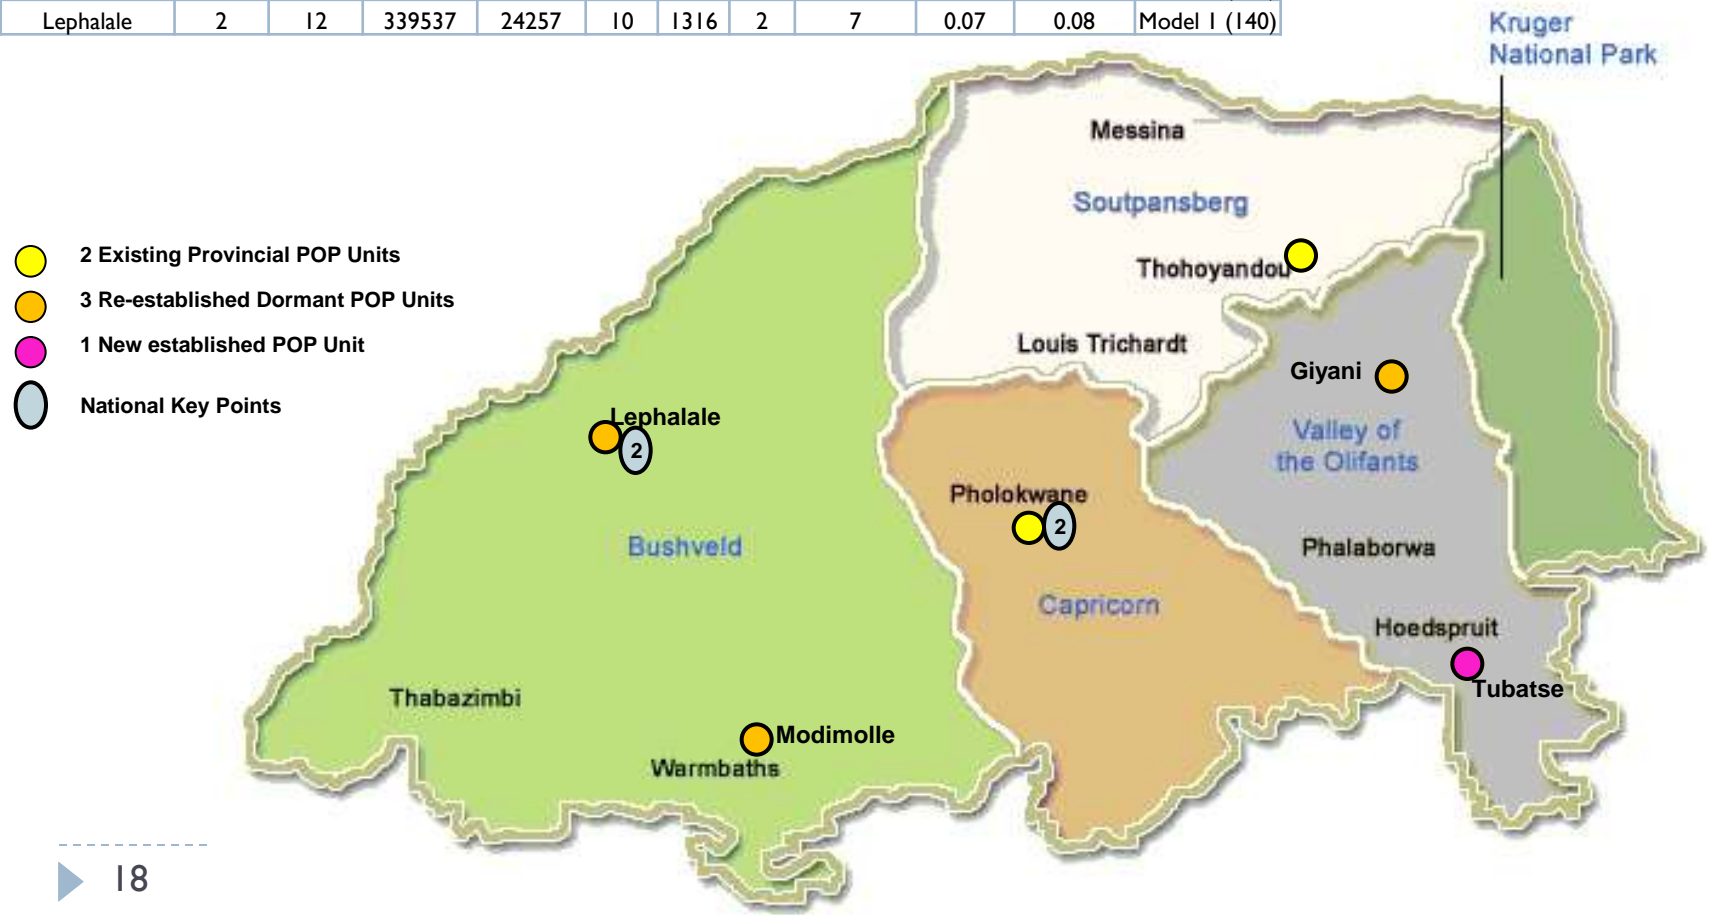 Lephalale 2 12 339537 24257 10 1316 2 7 0.07 0.08 Model 1 (140)
Kruger
National Park
Messina
Soutpansberg
2 Existing Provincial POP Units
Thohoyandou
3 Re-established Dormant POP Units
1 New established POP Unit
Louis Trichardt
Giyani
National Key Points
Lephalale
2
Valley of
the Olifants
Pholokwane
2
Bushveld
Phalaborwa
Capricorn
Hoedspruit
Tubatse
Thabazimbi
Modimolle
Warmbaths
18